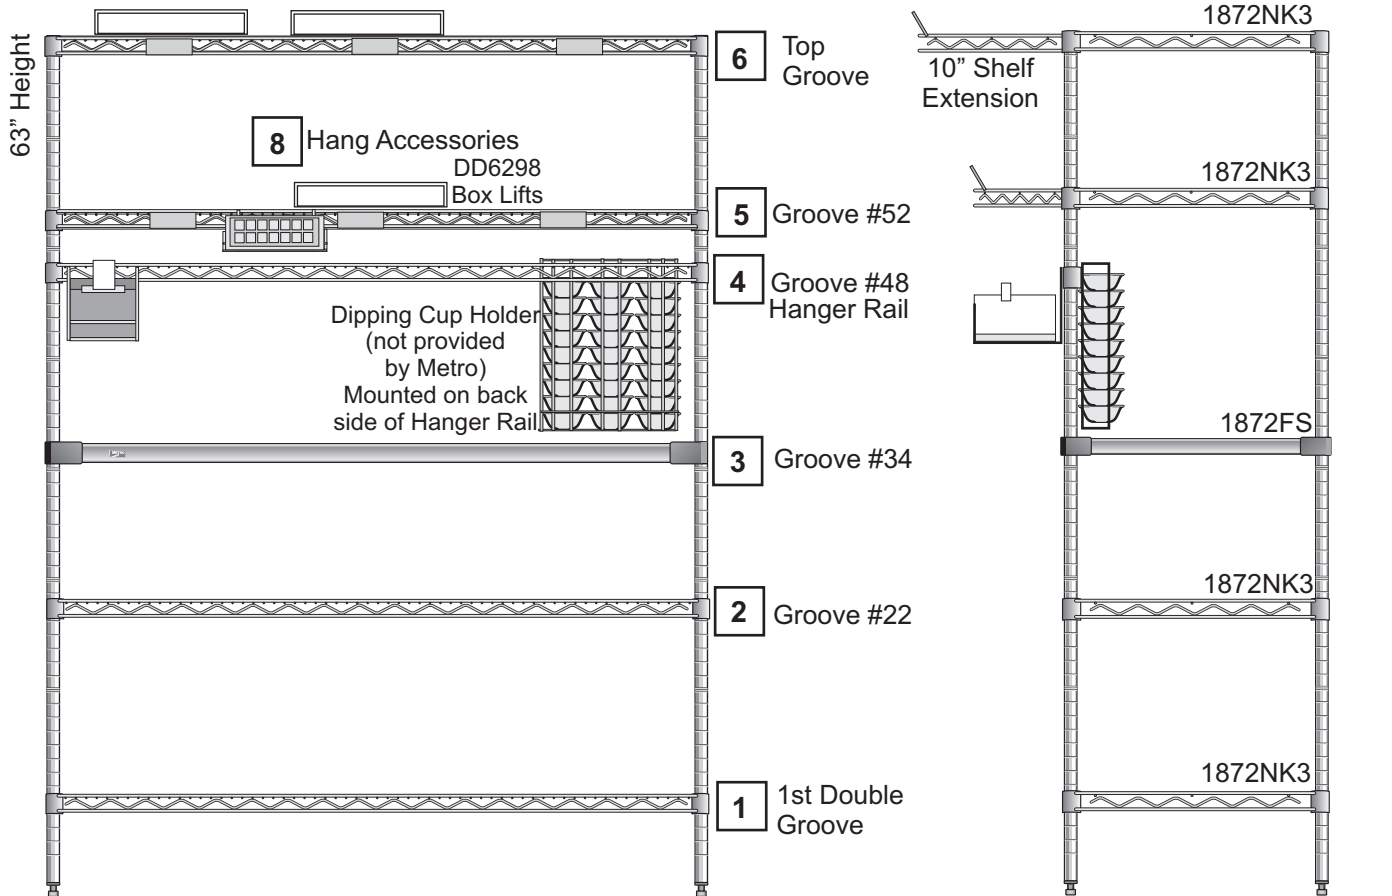 63” Height
6
Top
Groove
8
Hang Accessories
DD6298
Box Lifts
5
Groove #52
4
Groove #48
Hanger Rail
Dipping Cup Holder
(not provided
by Metro)
Mounted on back
side of Hanger Rail
3
Groove #34
2
Groove #22
1
1st Double
Groove
1872NK3
10” Shelf
Extension
1872NK3
1872FS
1872NK3
1872NK3